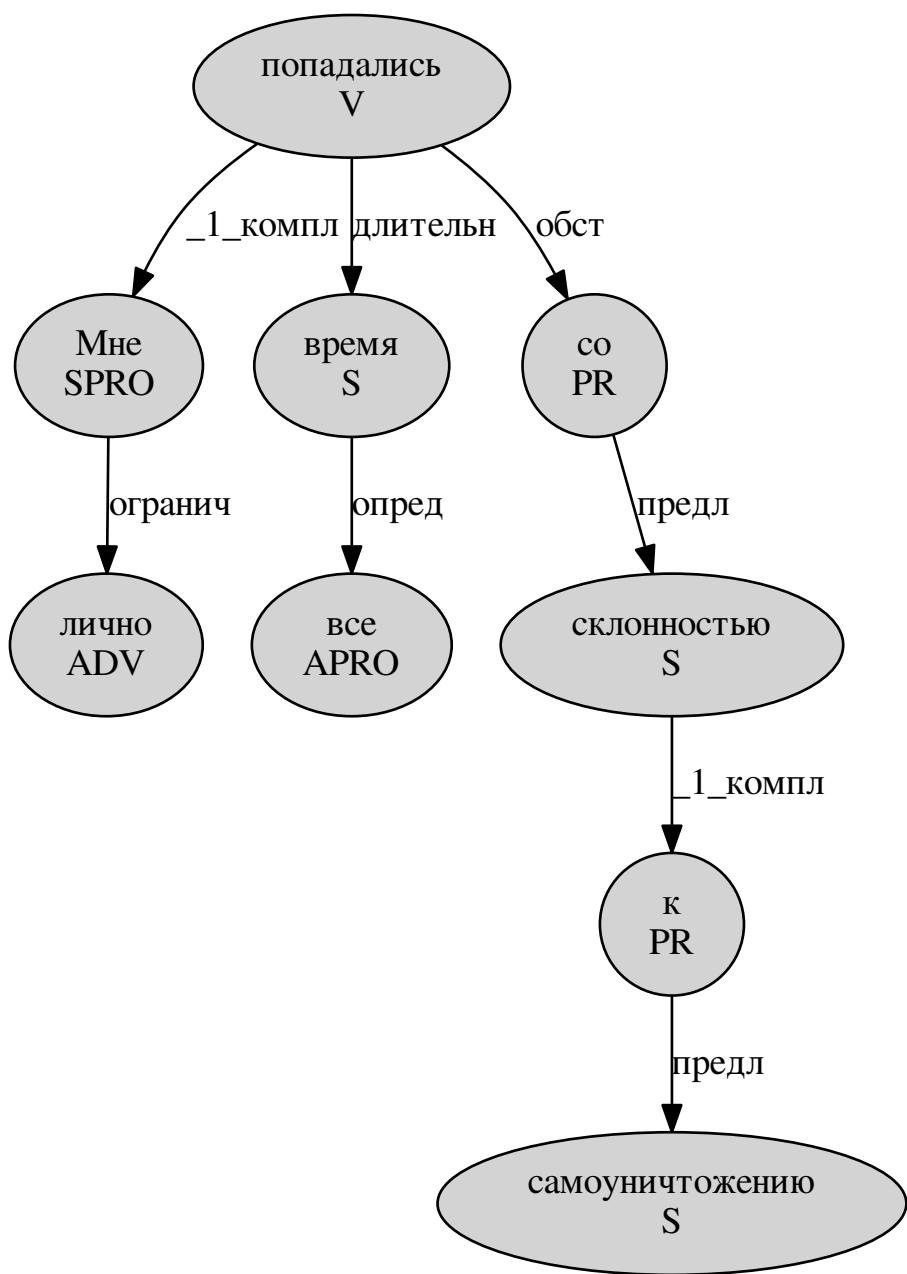 попадались
V
_1_компл
длительн
обст
Мне
SPRO
время
S
со
PR
огранич
опред
предл
лично
ADV
все
APRO
склонностью
S
_1_компл
к
PR
предл
самоуничтожению
S